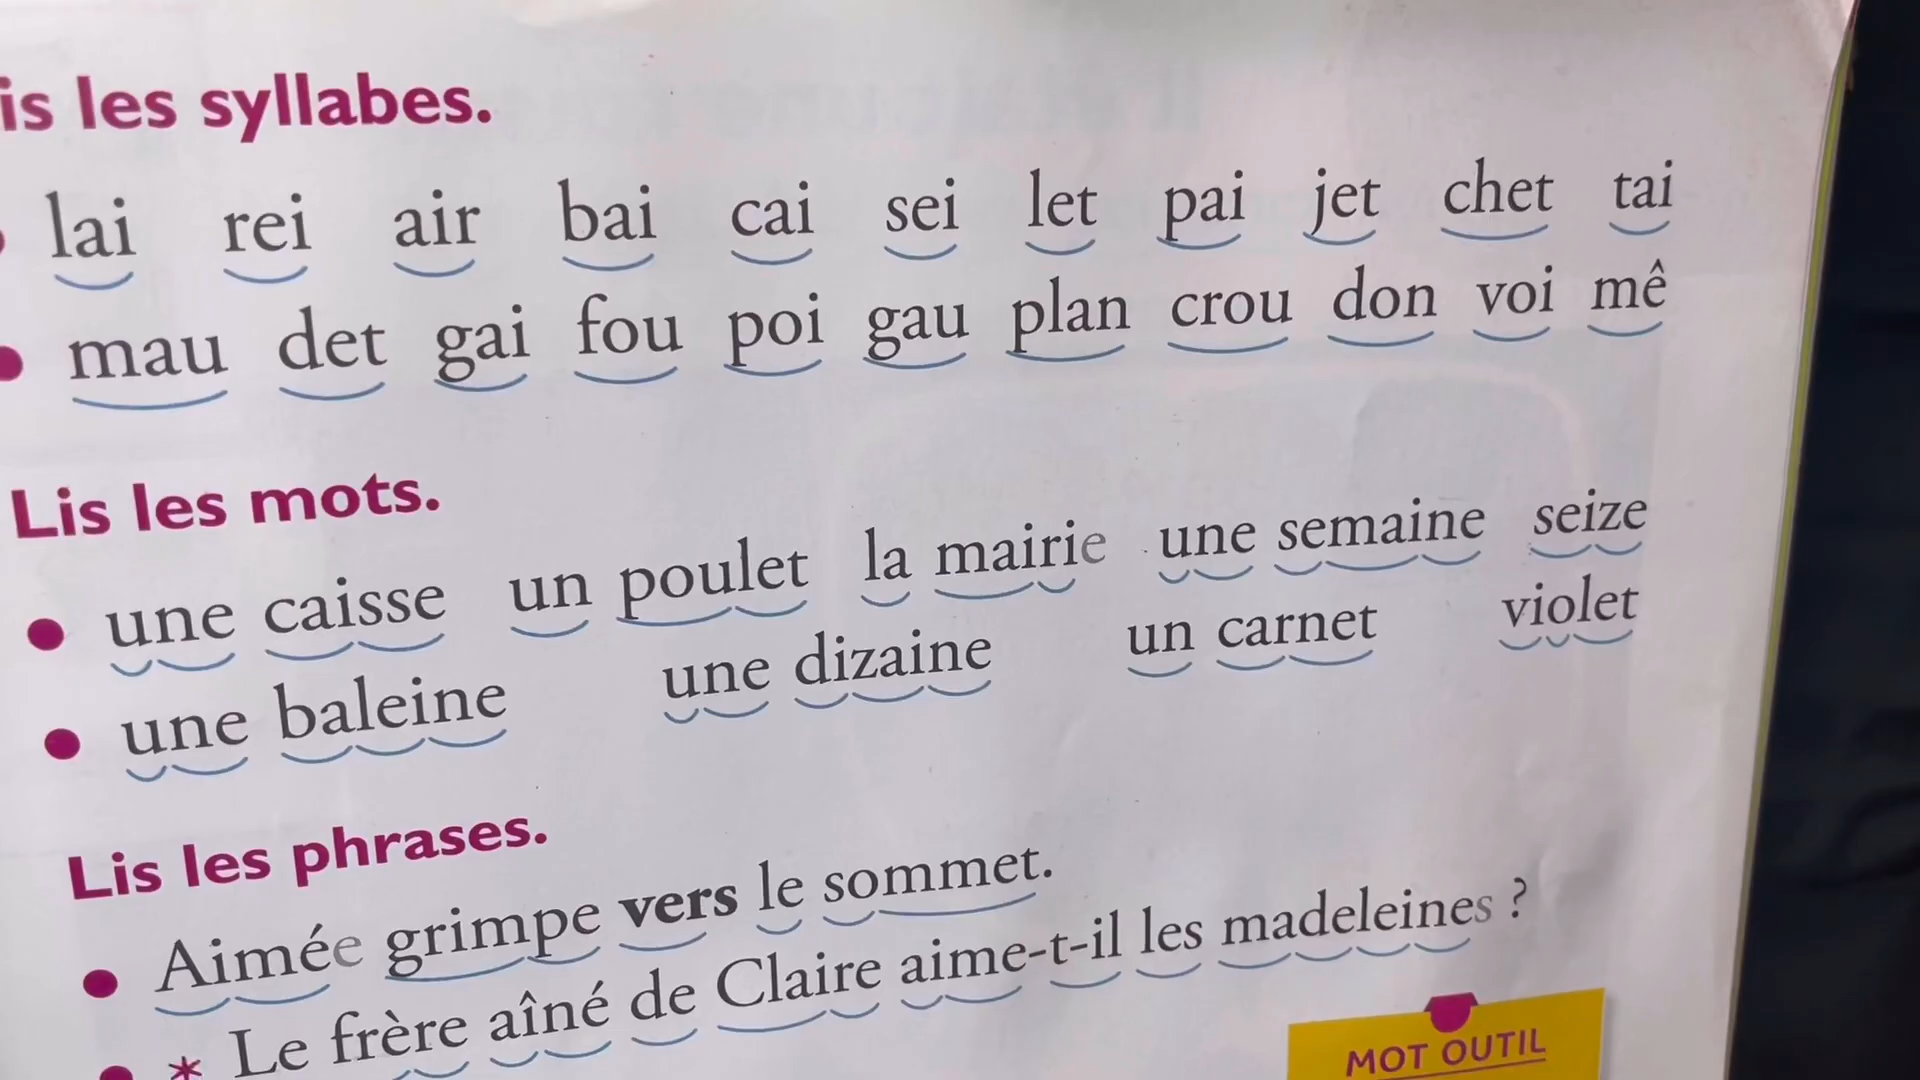 is les syllabes.
lai rei air bai cai sei let pai jet chet tai
mau det gai fou poi gau plan crou don voi mê
Lis les mots.
une caisse un poulet la mairie une semaine seize
une baleine une dizaine un carnet violet
Lis les phrases.
Aimée grimpe vers le sommet.
* Le frère aîné de Claire aime-t-il les madeleines ?
MOT OUTIL